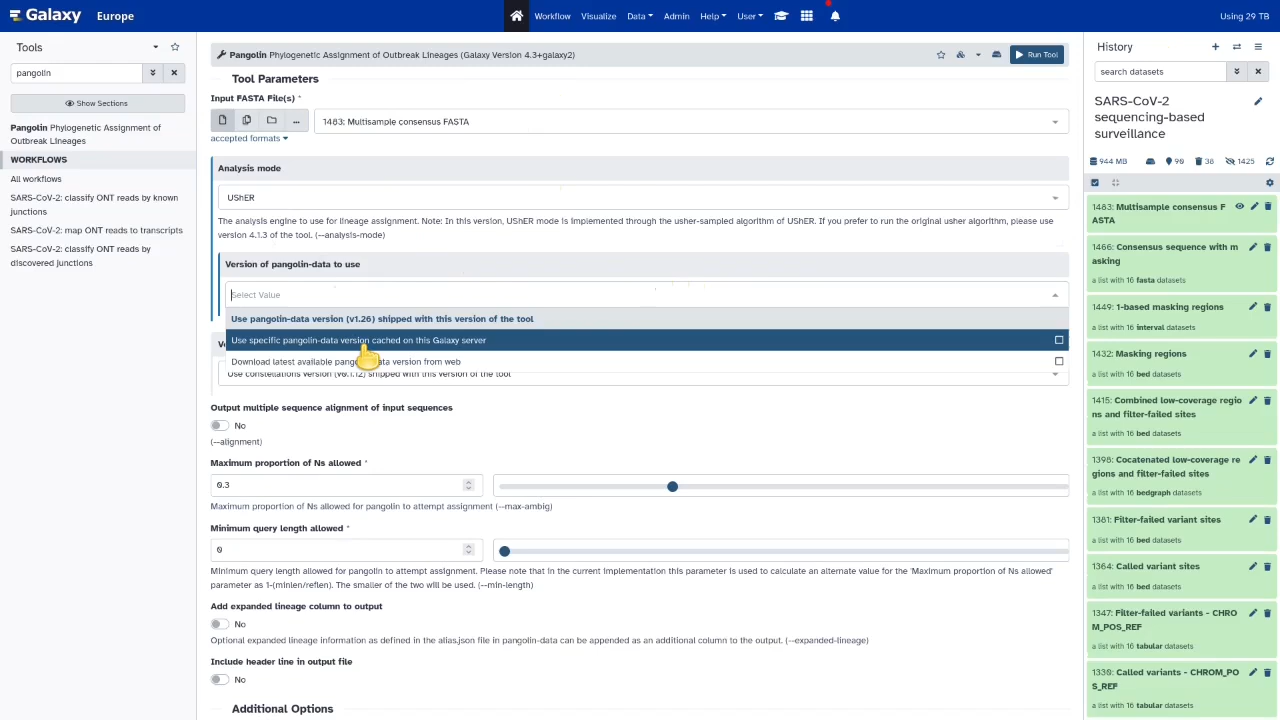 Galaxy Europe
Workflow Visualize Data Admin Help User
Using 29 TB
Tools
pangolin
Show Sections
Pangolin Phylogenetic Assignment of
Outbreak Lineages
WORKFLOWS
All workflows
SARS-CoV-2: classify ONT reads by known
junctions
SARS-CoV-2: map ONT reads to transcripts
SARS-CoV-2: classify ONT reads by
discovered junctions
Pangolin Phylogenetic Assignment of Outbreak Lineages (Galaxy Version 4.3+galaxy2)
Run Tool
Tool Parameters
Input FASTA File(s) *
...
1483: Multisample consensus FASTA
accepted formats
Analysis mode
UShER
The analysis engine to use for lineage assignment. Note: In this version, UShER mode is implemented through the usher-sampled algorithm of UShER. If you prefer to run the original usher algorithm, please use
version 4.1.3 of the tool. (--analysis-mode)
Version of pangolin-data to use
Select Value
Use pangolin-data version (v1.26) shipped with this version of the tool
Use specific pangolin-data version cached on this Galaxy server
Download latest available data version from web
Use constellations version (v0.1.12) shipped with this version of the tool
Output multiple sequence alignment of input sequences
No
(--alignment)
Maximum proportion of Ns allowed *
0.3
Maximum proportion of Ns allowed for pangolin to attempt assignment (--max-ambig)
Minimum query length allowed *
0
Minimum query length allowed for pangolin to attempt assignment. Please note that in the current implementation this parameter is used to calculate an alternate value for the 'Maximum proportion of Ns allowed'
parameter as 1-(minlen/reflen). The smaller of the two will be used. (--min-length)
Add expanded lineage column to output
No
Optional expanded lineage information as defined in the alias.json file in pangolin-data can be appended as an additional column to the output. (--expanded-lineage)
Include header line in output file
No
Additional Options
History
search datasets
SARS-CoV-2
sequencing-based
surveillance
944 MB 90 38 1425
1483: Multisample consensus F
ASTA
1466: Consensus sequence with m
asking
a list with 16 fasta datasets
1449: 1-based masking regions
a list with 16 interval datasets
1432: Masking regions
a list with 16 bed datasets
1415: Combined low-coverage regio
ns and filter-failed sites
a list with 16 bed datasets
1398: Cocatenated low-coverage re
gions and filter-failed sites
a list with 16 bedgraph datasets
1381: Filter-failed variant sites
a list with 16 bed datasets
1364: Called variant sites
a list with 16 bed datasets
1347: Filter-failed variants - CHRO
M_POS_REF
a list with 16 tabular datasets
1330: Called variants - CHROM_PO
S_REF
a list with 16 tabular datasets